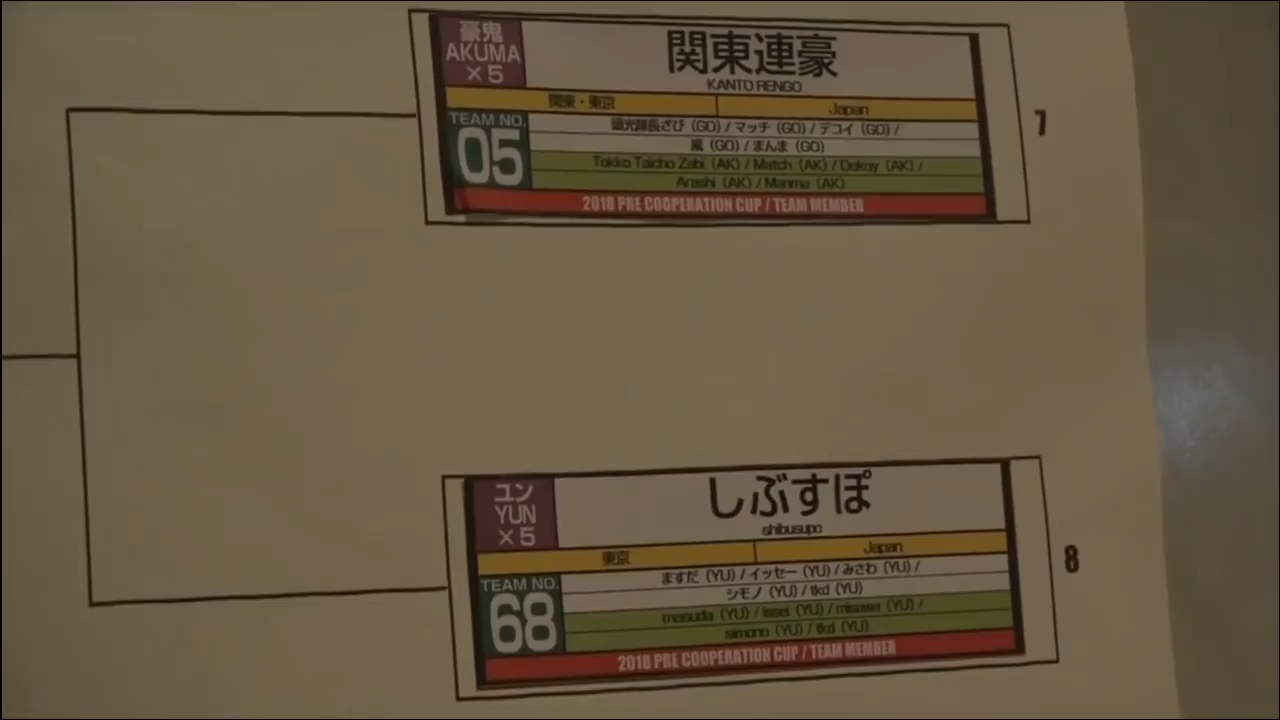 豪鬼
AKUMA
×5
関東連豪
KANTO RENGO
関東・東京
Japan
TEAM NO.
05
(GO) / マッチ (GO) / デコイ (GO) /
嵐 (GO) / まんま (GO)
Tokko Taicho Zabi (AK) / Match (AK) / Dekoy (AK) /
Arashi (AK) / Manma (AK)
2018 PRE COOPERATION CUP / TEAM MEMBER
7
ユン
YUN
×5
しぶすぽ
shibusupo
東京
Japan
TEAM NO.
68
ますだ (YU) / イッセー (YU) / みさわ (YU) /
シモノ (YU) / tkd (YU)
masuda (YU) / issei (YU) / misawa (YU) /
simono (YU) / tkd (YU)
2018 PRE COOPERATION CUP / TEAM MEMBER
8